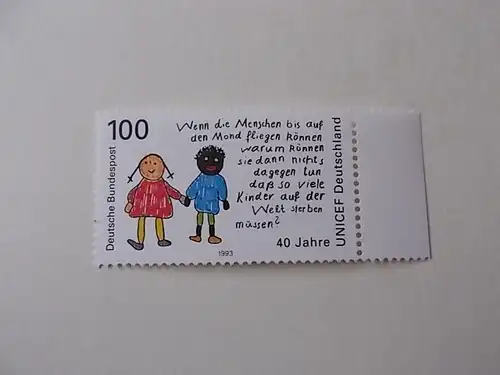 Deutsche Bundespost
100
Wenn die Menschen bis auf
den Mond fliegen können
warum können
sie dann nichts
dagegen tun
daß so viele
Kinder auf der
Welt sterben
müssen?
40 Jahre
UNICEF Deutschland
1993